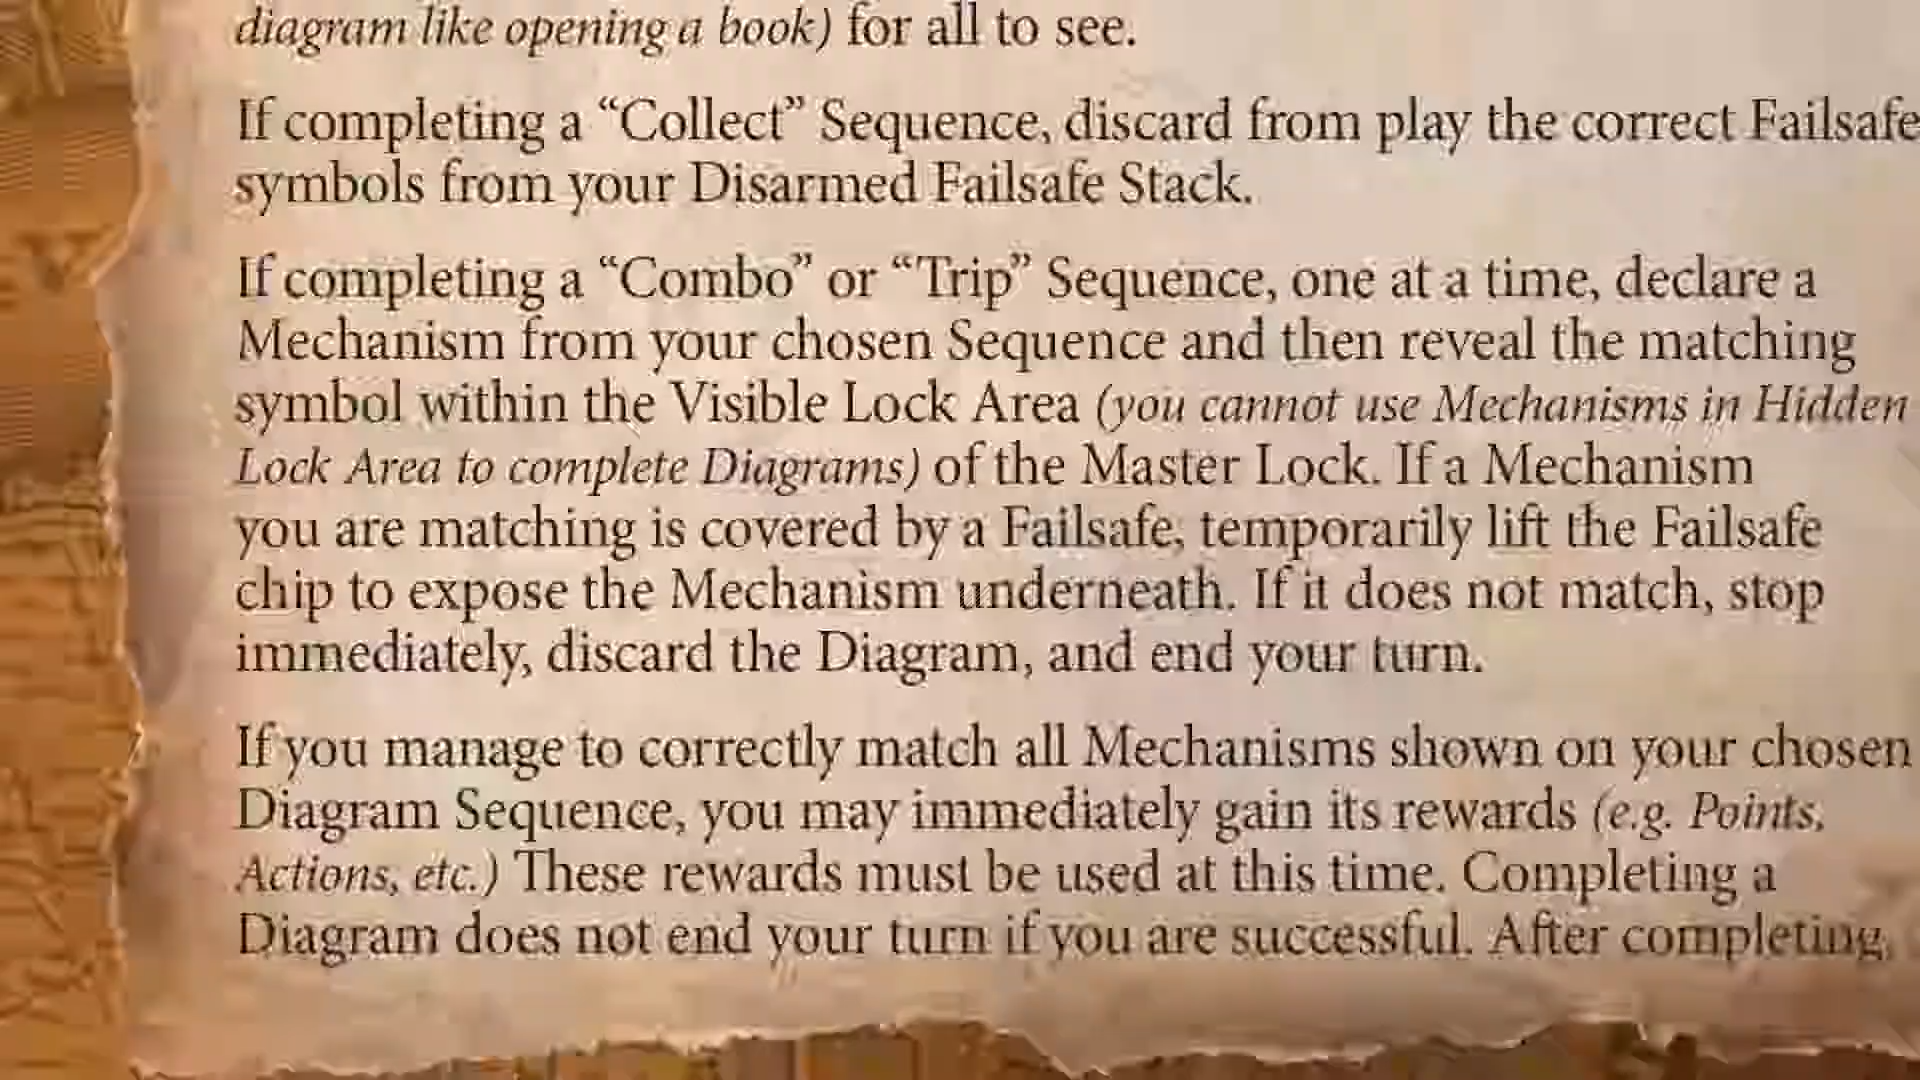 diagram like opening a book) for all to see.
If completing a “Collect” Sequence, discard from play the correct Failsafe
symbols from your Disarmed Failsafe Stack.
If completing a “Combo” or “Trip” Sequence, one at a time, declare a
Mechanism from your chosen Sequence and then reveal the matching
symbol within the Visible Lock Area (you cannot use Mechanisms in Hidden
Lock Area to complete Diagrams) of the Master Lock. If a Mechanism
you are matching is covered by a Failsafe, temporarily lift the Failsafe
chip to expose the Mechanism underneath. If it does not match, stop
immediately, discard the Diagram, and end your turn.
If you manage to correctly match all Mechanisms shown on your chosen
Diagram Sequence, you may immediately gain its rewards (e.g. Points,
Actions, etc.) These rewards must be used at this time. Completing a
Diagram does not end your turn if you are successful. After completing,